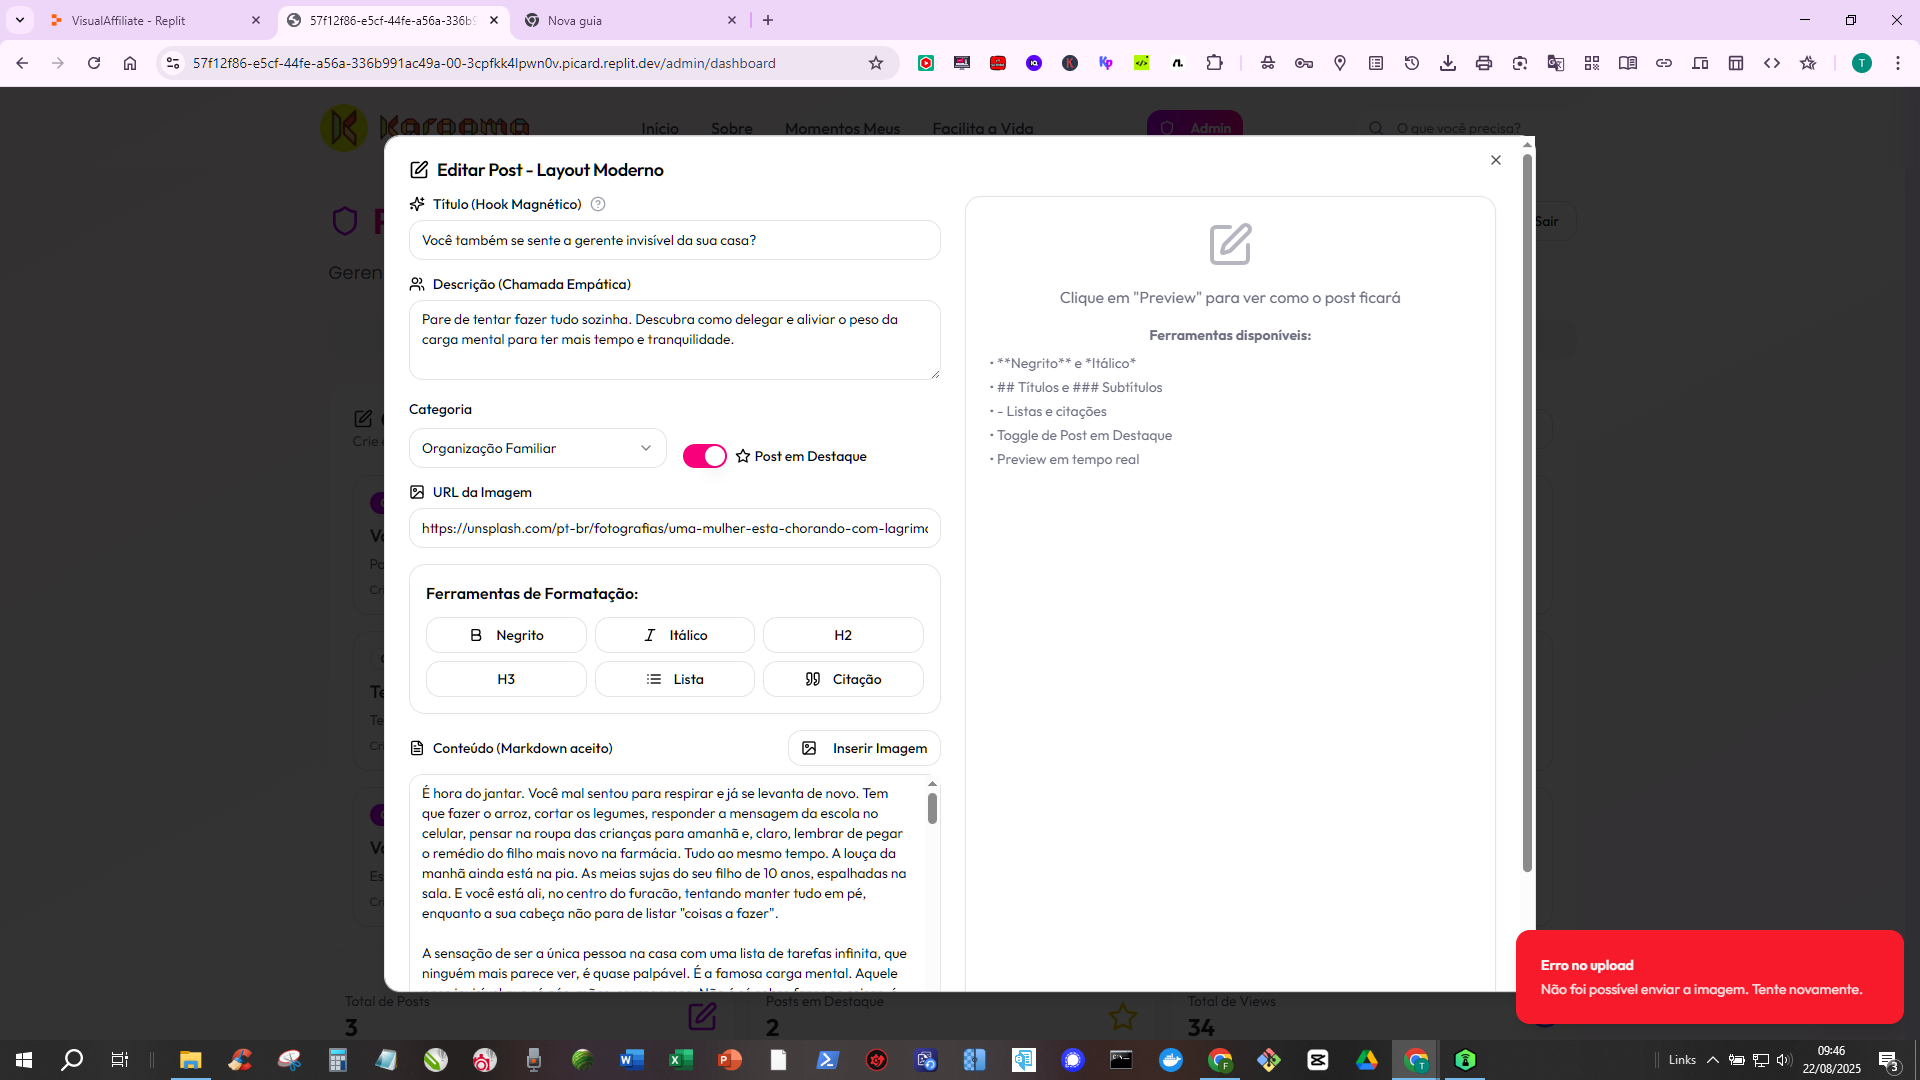 VisualAffiliate - Replit
57f12f86-e5cf-44fe-a56a-336b9
Nova guia
57f12f86-e5cf-44fe-a56a-336b991ac49a-00-3cpfkk4lpwn0v.picard.replit.dev/admin/dashboard
T
Karooma
Início
Sobre
Momentos Meus
Facilita a Vida
Admin
O que você precisa?
Sair
Geren
Crie
Editar Post - Layout Moderno
Título (Hook Magnético)
Você também se sente a gerente invisível da sua casa?
Descrição (Chamada Empática)
Pare de tentar fazer tudo sozinha. Descubra como delegar e aliviar o peso da
carga mental para ter mais tempo e tranquilidade.
Categoria
Organização Familiar
Post em Destaque
URL da Imagem
https://unsplash.com/pt-br/fotografias/uma-mulher-esta-chorando-com-lagrima
Ferramentas de Formatação:
B Negrito
I Itálico
H2
H3
Lista
Citação
Conteúdo (Markdown aceito)
Inserir Imagem
É hora do jantar. Você mal sentou para respirar e já se levanta de novo. Tem
que fazer o arroz, cortar os legumes, responder a mensagem da escola no
celular, pensar na roupa das crianças para amanhã e, claro, lembrar de pegar
o remédio do filho mais novo na farmácia. Tudo ao mesmo tempo. A louça da
manhã ainda está na pia. As meias sujas do seu filho de 10 anos, espalhadas na
sala. E você está ali, no centro do furacão, tentando manter tudo em pé,
enquanto a sua cabeça não para de listar "coisas a fazer".
A sensação de ser a única pessoa na casa com uma lista de tarefas infinita, que
ninguém mais parece ver, é quase palpável. É a famosa carga mental. Aquele
Clique em "Preview" para ver como o post ficará
Ferramentas disponíveis:
• **Negrito** e *Itálico*
• ## Títulos e ### Subtítulos
• - Listas e citações
• Toggle de Post em Destaque
• Preview em tempo real
Total de Posts
3
Posts em Destaque
2
Total de Views
34
Erro no upload
Não foi possível enviar a imagem. Tente novamente.
Links
09:46
22/08/2025
3